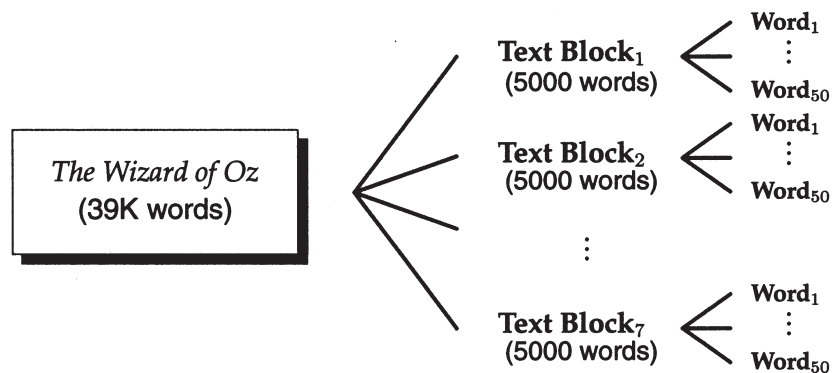 The Wizard of Oz
(39K words)
Text Block₁
(5000 words)
Word₁
⋮
Word₅₀
Text Block₂
(5000 words)
Word₁
⋮
Word₅₀
⋮
Text Block₇
(5000 words)
Word₁
⋮
Word₅₀